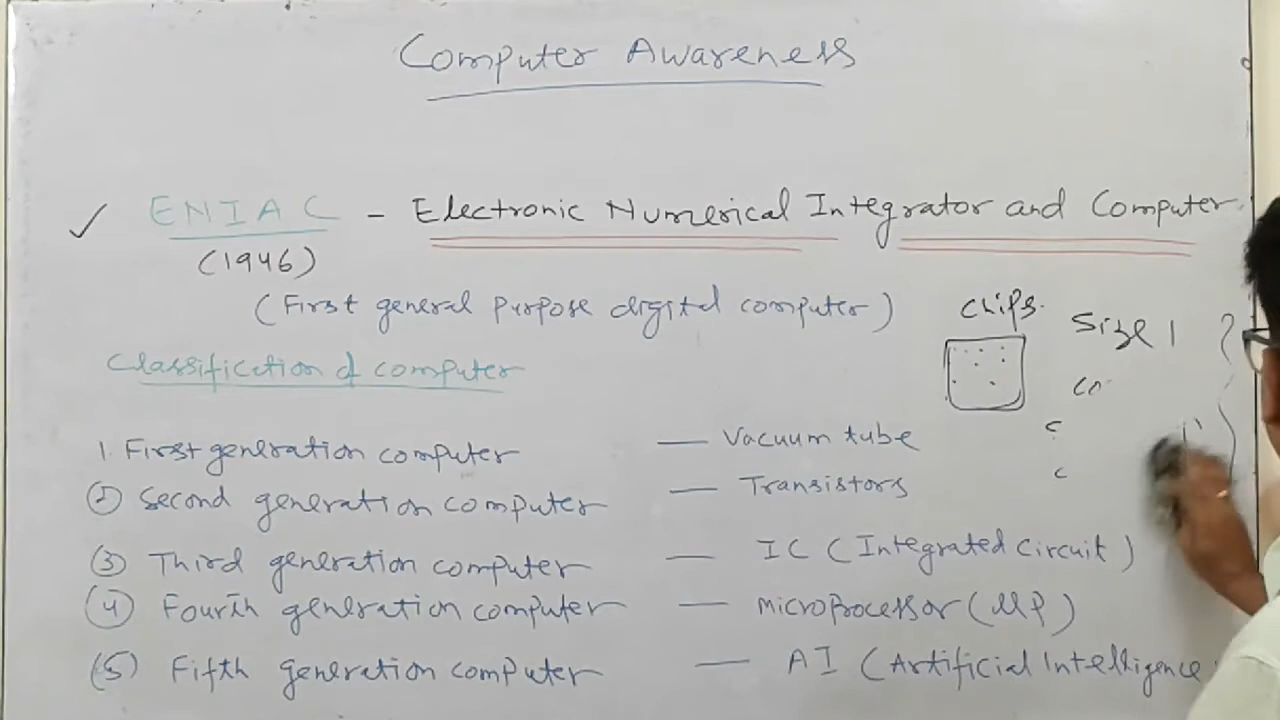 Computer Awareness
✓ ENIAC - Electronic Numerical Integrator and Computer.
(1946)
(First general purpose digital computer)
chips.
Size
Classification of computer
1. First generation computer — Vacuum tube
② Second generation computer — Transistors
③ Third generation computer — IC (Integrated Circuit)
④ Fourth generation computer — microprocessor (μP)
(5) Fifth generation computer — AI (Artificial Intelligence